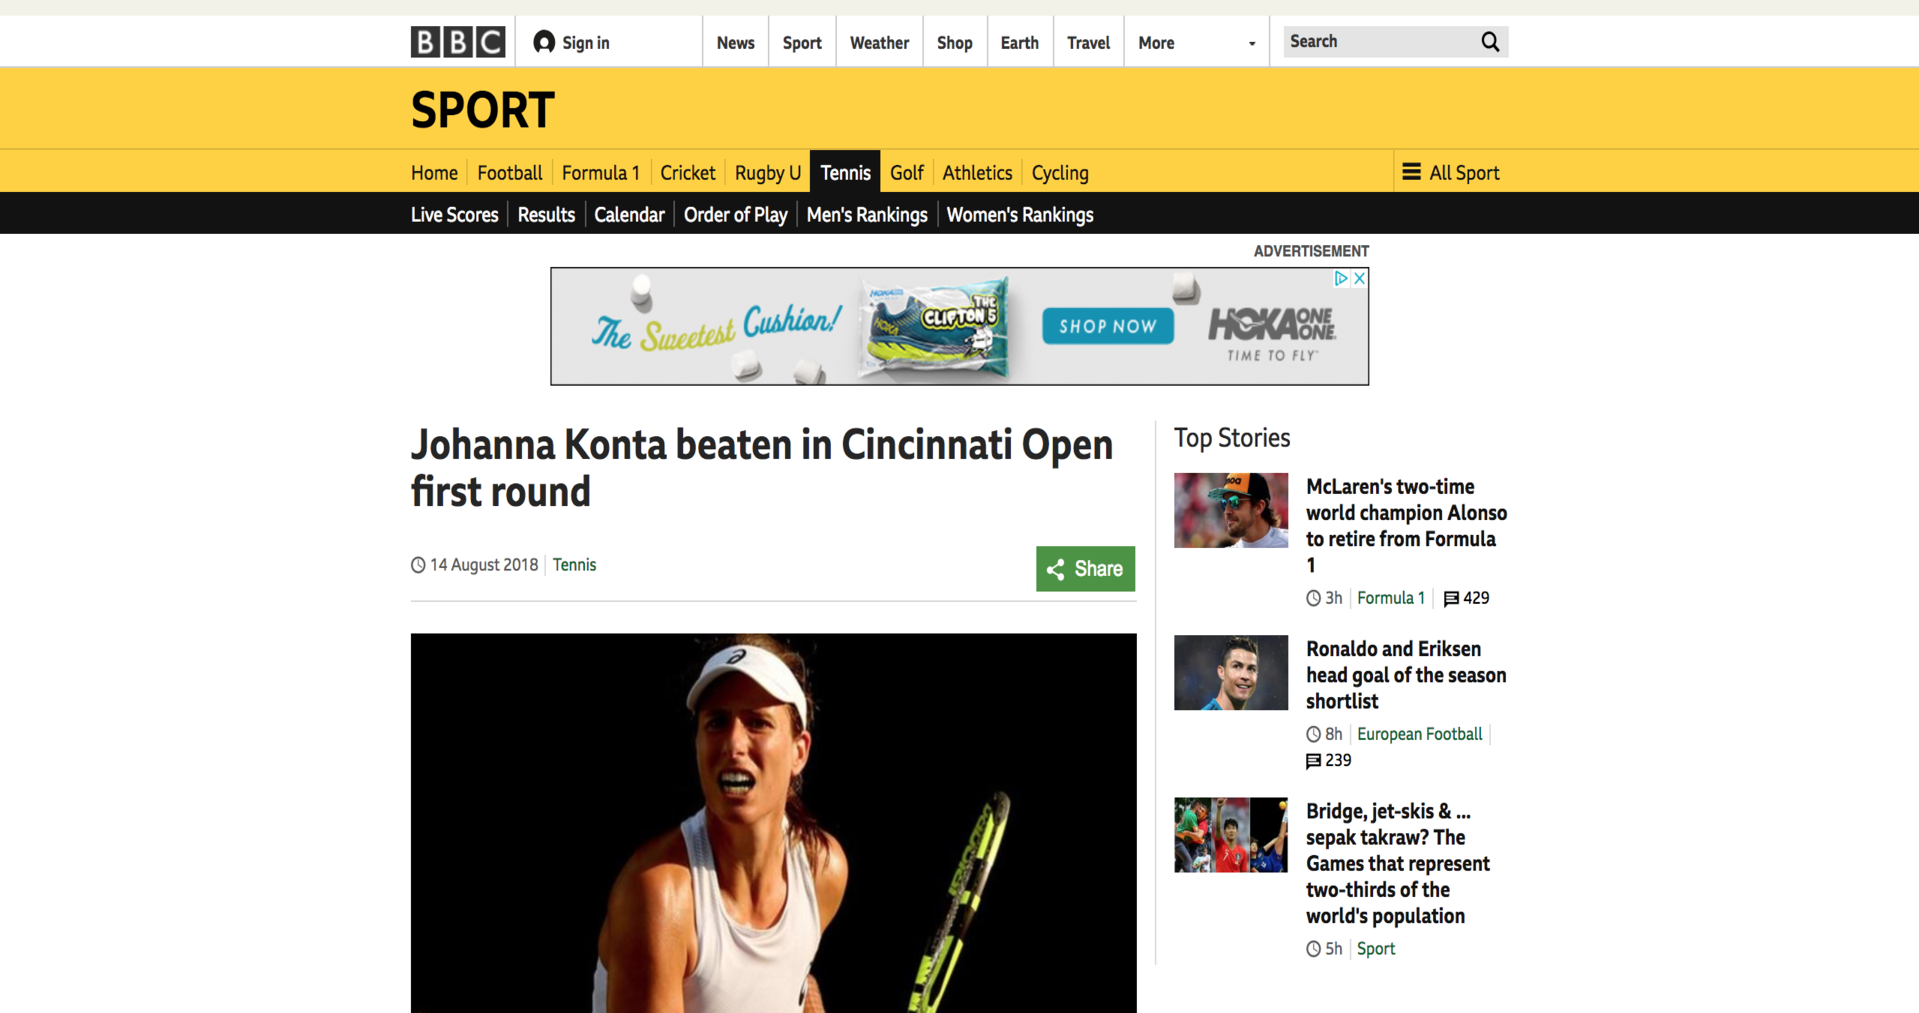 BBC
Sign in
News
Sport
Weather
Shop
Earth
Travel
More
Search
SPORT
Home
Football
Formula 1
Cricket
Rugby U
Tennis
Golf
Athletics
Cycling
All Sport
Live Scores
Results
Calendar
Order of Play
Men's Rankings
Women's Rankings
ADVERTISEMENT
The Sweetest Cushion!
HOKA
THE
CLIFTON 5
SHOP NOW
HOKA ONE ONE
TIME TO FLY™
Johanna Konta beaten in Cincinnati Open
first round
14 August 2018
Tennis
Share
Top Stories
McLaren's two-time
world champion Alonso
to retire from Formula
1
3h
Formula 1
429
Ronaldo and Eriksen
head goal of the season
shortlist
8h
European Football
239
Bridge, jet-skis & ...
sepak takraw? The
Games that represent
two-thirds of the
world's population
5h
Sport